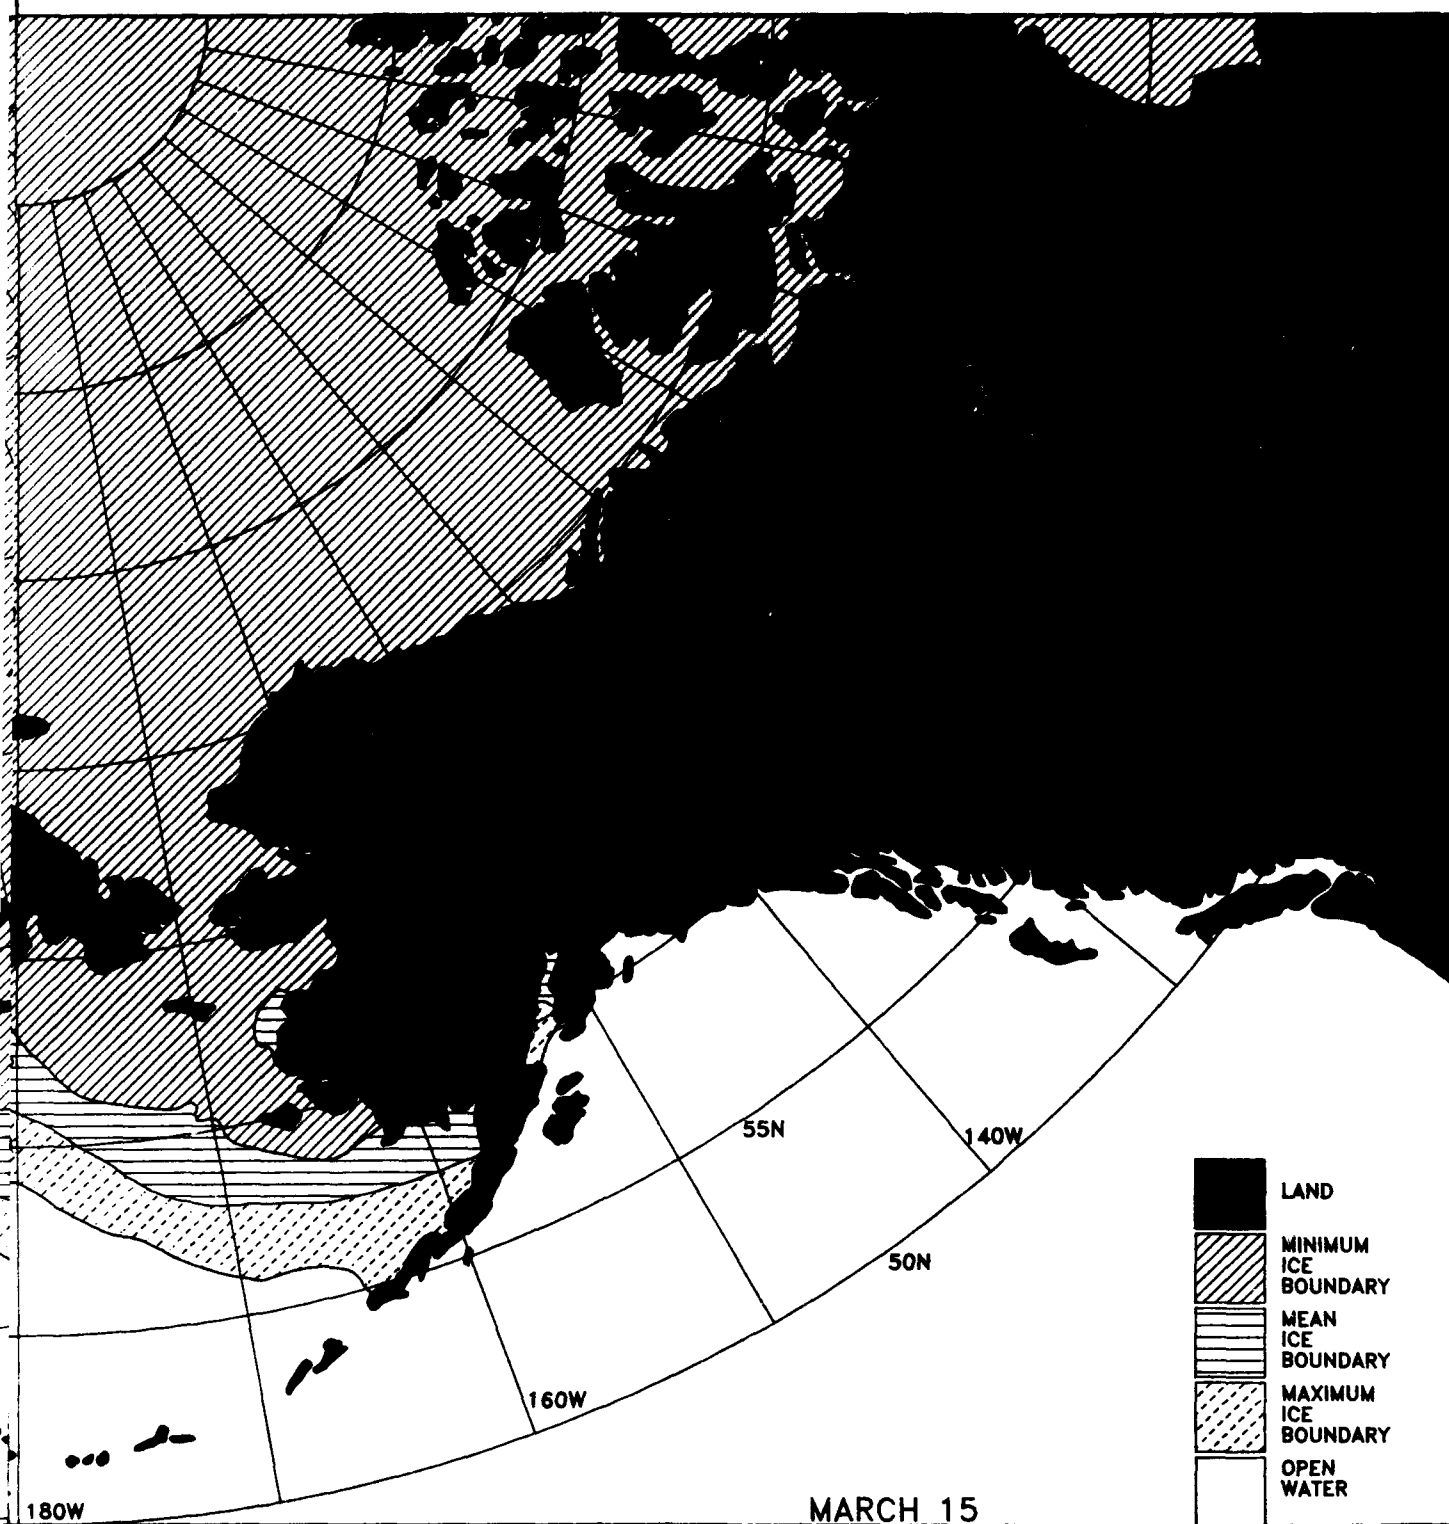 55N
140W
50N
160W
180W
MARCH 15
LAND
MINIMUM
ICE
BOUNDARY
MEAN
ICE
BOUNDARY
MAXIMUM
ICE
BOUNDARY
OPEN
WATER